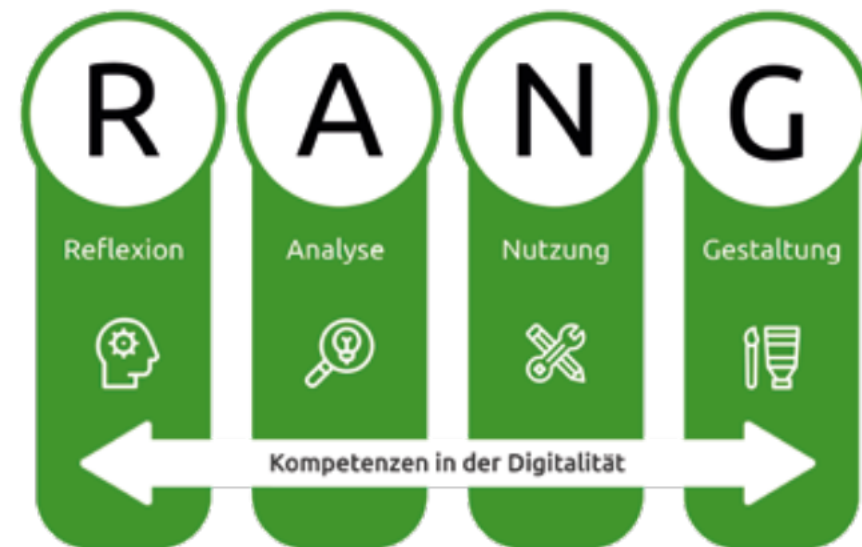 R A N G
Reflexion Analyse Nutzung Gestaltung
Kompetenzen in der Digitalität